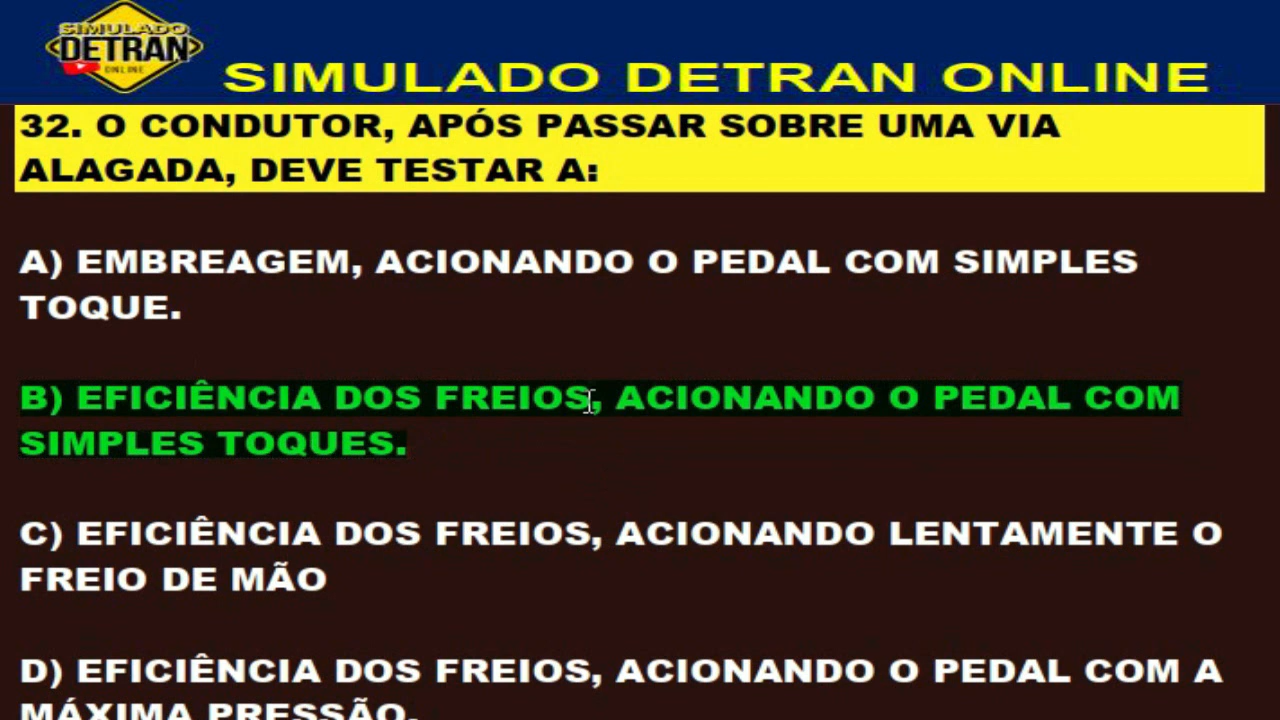 SIMULADO
DETRAN
ONLINE
SIMULADO DETRAN ONLINE
32. O CONDUTOR, APÓS PASSAR SOBRE UMA VIA
ALAGADA, DEVE TESTAR A:
A) EMBREAGEM, ACIONANDO O PEDAL COM SIMPLES
TOQUE.
B) EFICIÊNCIA DOS FREIOS, ACIONANDO O PEDAL COM
SIMPLES TOQUES.
C) EFICIÊNCIA DOS FREIOS, ACIONANDO LENTAMENTE O
FREIO DE MÃO
D) EFICIÊNCIA DOS FREIOS, ACIONANDO O PEDAL COM A
MÁXIMA PRESSÃO.